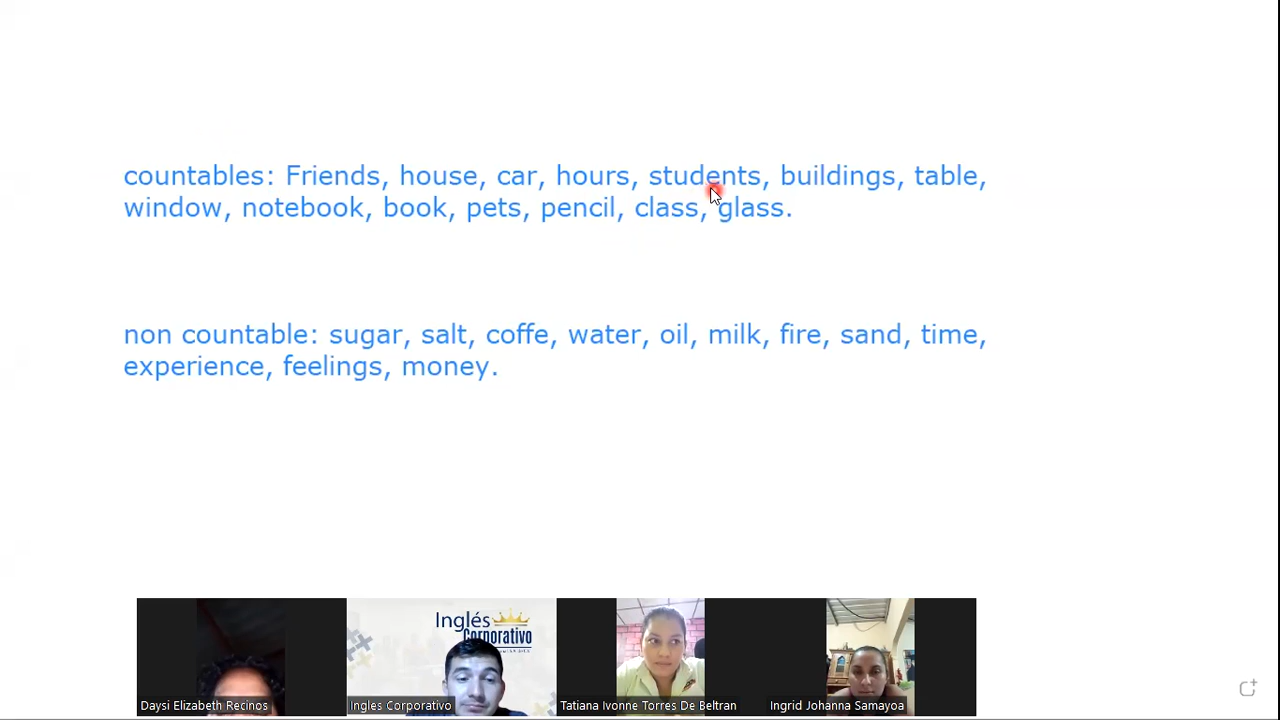 countables: Friends, house, car, hours, students, buildings, table,
window, notebook, book, pets, pencil, class, glass.
non countable: sugar, salt, coffe, water, oil, milk, fire, sand, time,
experience, feelings, money.
Inglés
Corporativo
Daysi Elizabeth Recinos
Ingles Corporativo
Tatiana Ivonne Torres De Beltran
Ingrid Johanna Samayoa